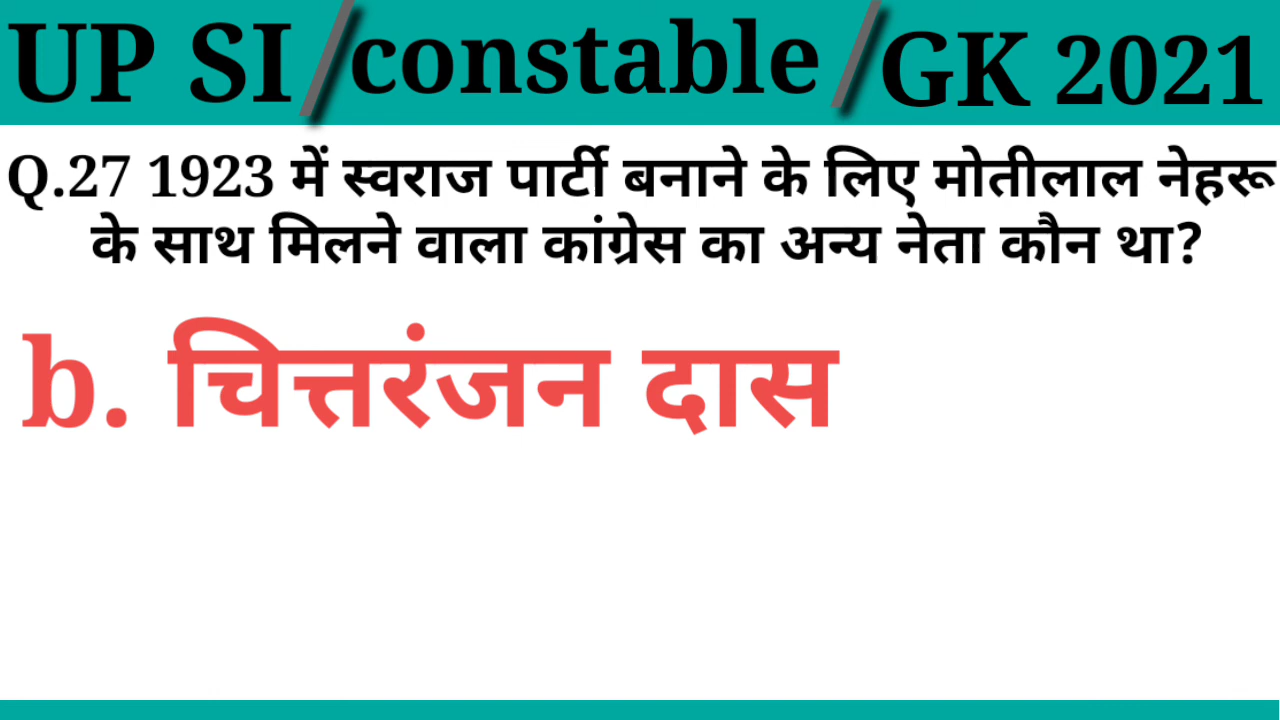 UP SI/constable/GK 2021
Q.27 1923 में स्वराज पार्टी बनाने के लिए मोतीलाल नेहरू
के साथ मिलने वाला कांग्रेस का अन्य नेता कौन था?
b. चित्तरंजन दास